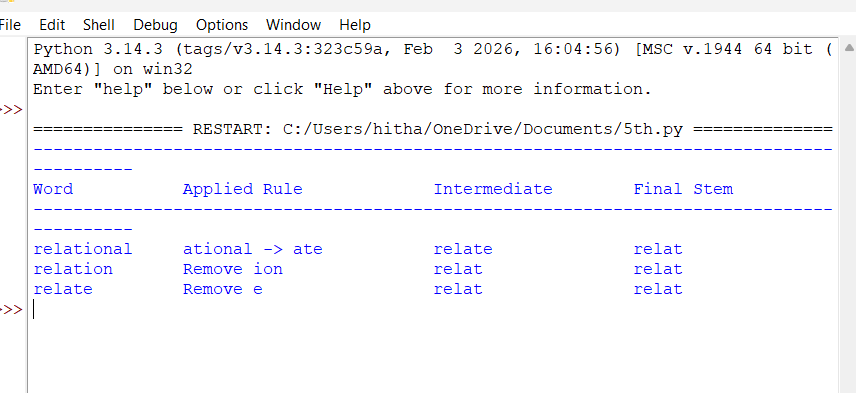 File Edit Shell Debug Options Window Help
Python 3.14.3 (tags/v3.14.3:323c59a, Feb  3 2026, 16:04:56) [MSC v.1944 64 bit (
AMD64)] on win32
Enter "help" below or click "Help" above for more information.
>>>
=============== RESTART: C:/Users/hitha/OneDrive/Documents/5th.py ==============
--------------------------------------------------------------------------------
----------
Word           Applied Rule             Intermediate        Final Stem
--------------------------------------------------------------------------------
----------
relational     ational -> ate           relate              relat
relation       Remove ion               relat               relat
relate         Remove e                 relat               relat
>>>